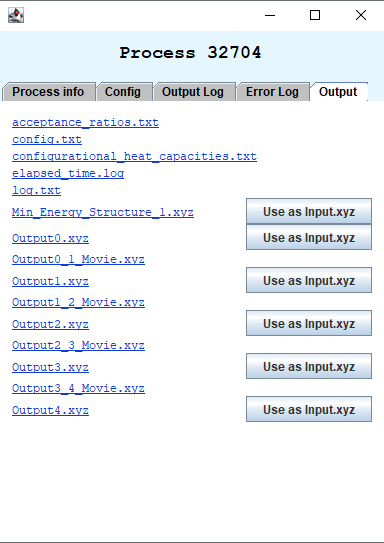 Process 32704
Process info Config Output Log Error Log Output
acceptance_ratios.txt
config.txt
configurational_heat_capacities.txt
elapsed_time.log
log.txt
Min_Energy_Structure_1.xyz Use as Input.xyz
Output0.xyz Use as Input.xyz
Output0_1_Movie.xyz
Output1.xyz Use as Input.xyz
Output1_2_Movie.xyz
Output2.xyz Use as Input.xyz
Output2_3_Movie.xyz
Output3.xyz Use as Input.xyz
Output3_4_Movie.xyz
Output4.xyz Use as Input.xyz